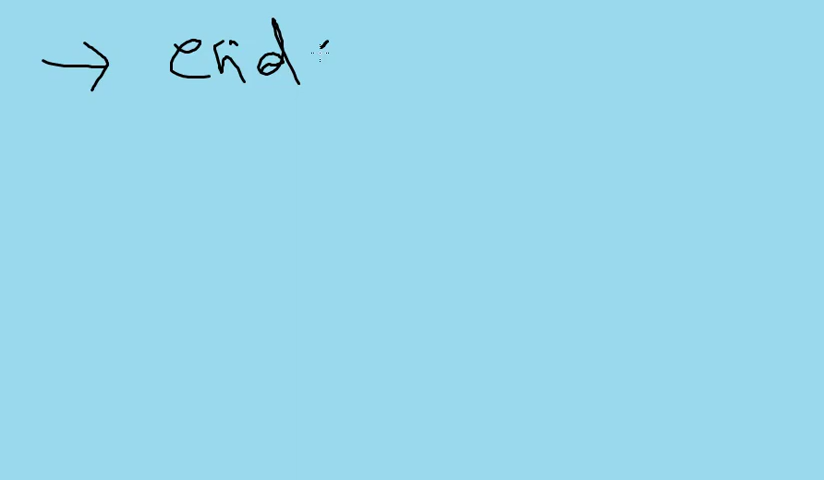 → end